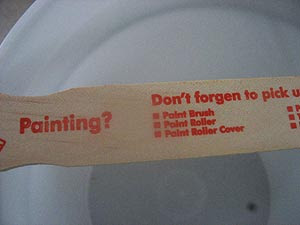 Painting?
Don't forgen to pick u
Paint Brush
Paint Roller
Paint Roller Cover